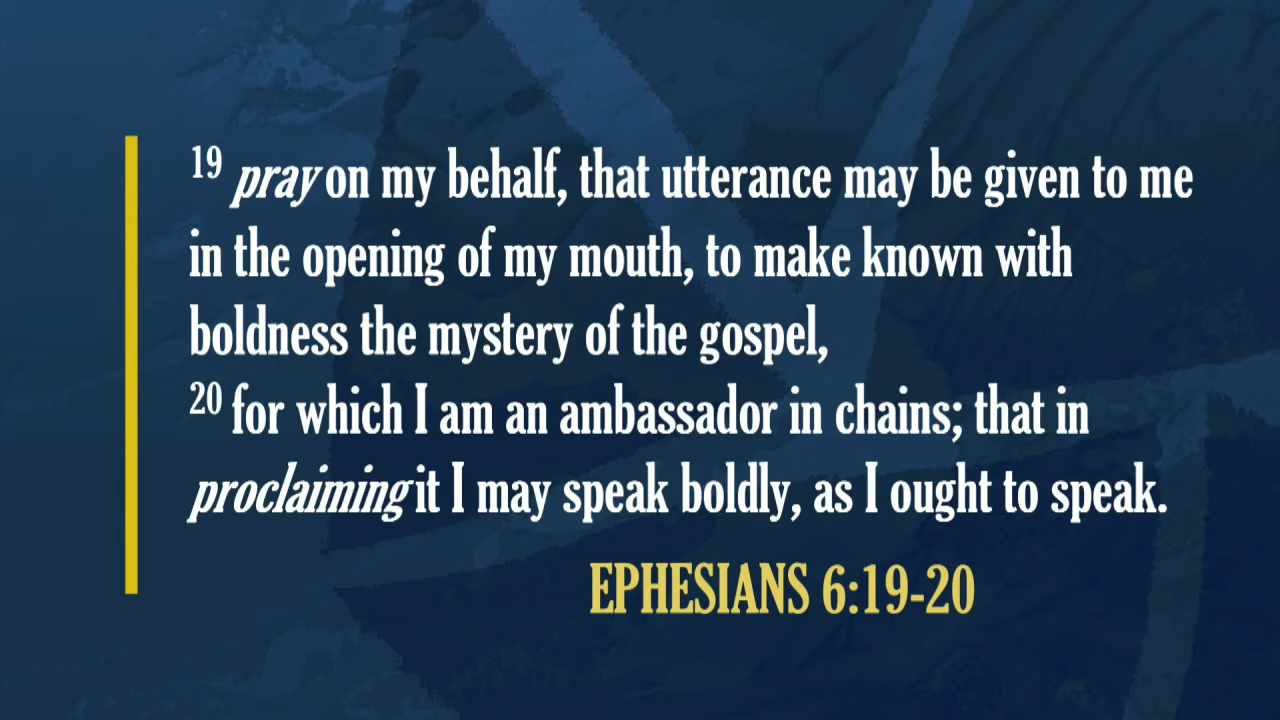 19 pray on my behalf, that utterance may be given to me
in the opening of my mouth, to make known with
boldness the mystery of the gospel,
20 for which I am an ambassador in chains; that in
proclaiming it I may speak boldly, as I ought to speak.
EPHESIANS 6:19-20